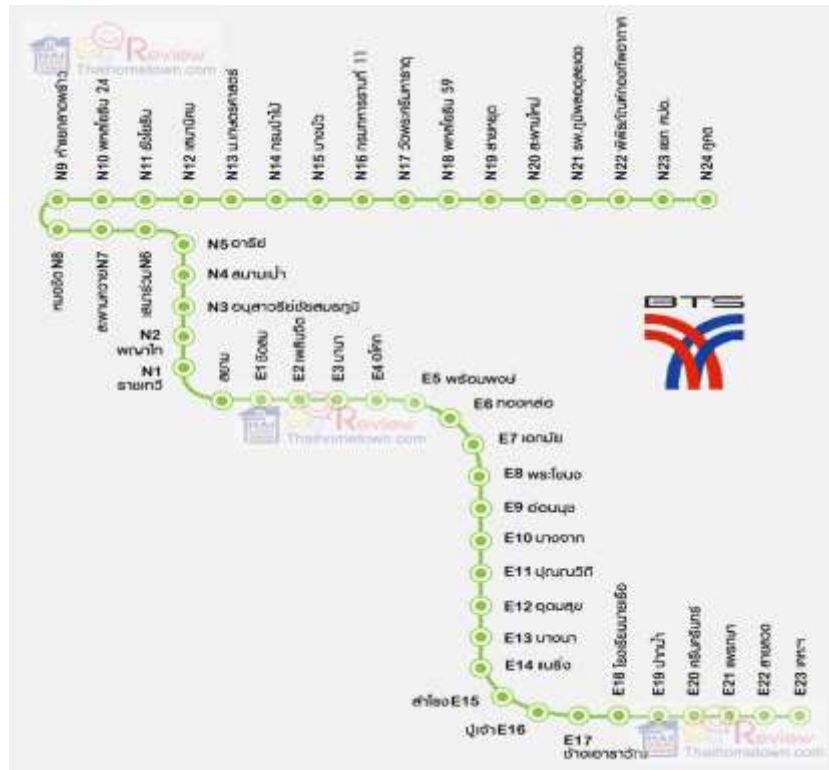 Review
Thaihometown.com
N9 ห้าแยกลาดพร้าว
N10 พหลโยธิน 24
N11 รัชโยธิน
N12 เสนานิคม
N13 ม.เกษตรศาสตร์
N14 กรมป่าไม้
N15 บางบัว
N16 กรมทหารราบที่ 11
N17 วัดพระศรีมหาธาตุ
N18 พหลโยธิน 59
N19 สายหยุด
N20 สะพานใหม่
N21 รพ.ภูมิพลอดุลยเดช
N22 พิพิธภัณฑ์กองทัพอากาศ
N23 แยก คปอ.
N24 คูคต
หมอชิต N8
สะพานควาย N7
เสนาร่วม N6
N5 อารีย์
N4 สนามเป้า
N3 อนุสาวรีย์ชัยสมรภูมิ
N2
พญาไท
N1
ราชเทวี
BTS
สยาม
E1 ชิดลม
E2 เพลินจิต
E3 นานา
E4 อโศก
E5 พร้อมพงษ์
E6 ทองหล่อ
Review
Thaihometown.com
E7 เอกมัย
E8 พระโขนง
E9 อ่อนนุช
E10 บางจาก
E11 ปุณณวิถี
E12 อุดมสุข
E13 บางนา
E14 แบริ่ง
สำโรง E15
ปู่เจ้า E16
E17
ช้างเอราวัณ
E18 โรงเรียนนายเรือ
E19 ปากน้ำ
E20 ศรีนครินทร์
E21 แพรกษา
E22 สายลวด
E23 เคหะฯ
Review
Thaihometown.com